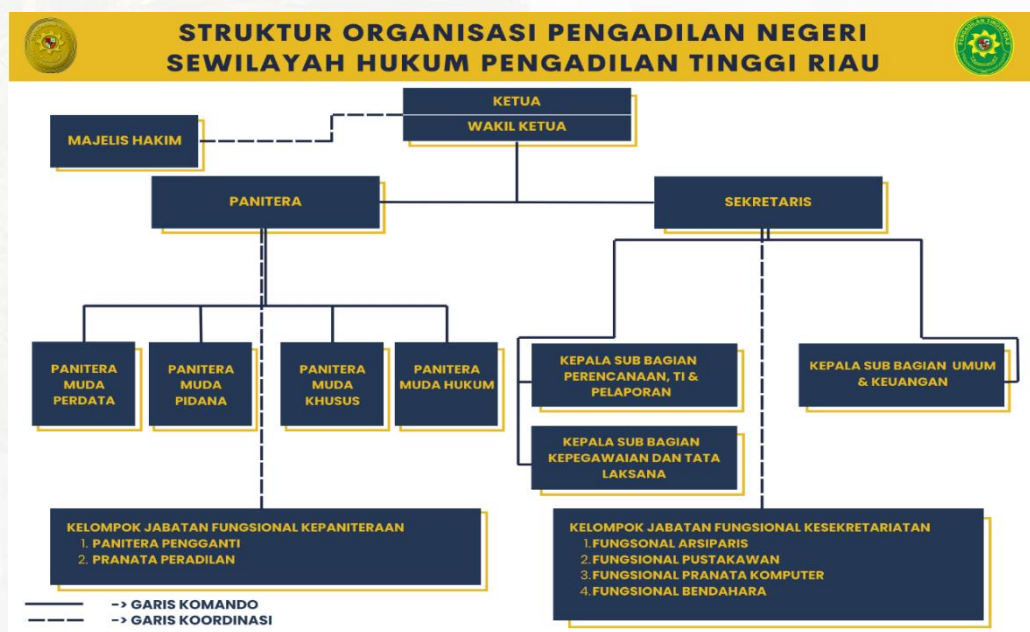 STRUKTUR ORGANISASI PENGADILAN NEGERI
SEWILAYAH HUKUM PENGADILAN TINGGI RIAU
KETUA
WAKIL KETUA
MAJELIS HAKIM
PANITERA
SEKRETARIS
PANITERA
MUDA
PERDATA
PANITERA
MUDA
PIDANA
PANITERA
MUDA
KHUSUS
PANITERA
MUDA HUKUM
KEPALA SUB BAGIAN
PERENCANAAN, TI &
PELAPORAN
KEPALA SUB BAGIAN UMUM
& KEUANGAN
KEPALA SUB BAGIAN
KEPEGAWAIAN DAN TATA
LAKSANA
KELOMPOK JABATAN FUNGSIONAL KEPANITERAAN
1. PANITERA PENGGANTI
2. PRANATA PERADILAN
KELOMPOK JABATAN FUNGSIONAL KESEKRETARIATAN
1. FUNGSONAL ARSIPARIS
2. FUNGSIONAL PUSTAKAWAN
3. FUNGSIONAL PRANATA KOMPUTER
4. FUNGSIONAL BENDAHARA
-> GARIS KOMANDO
-> GARIS KOORDINASI